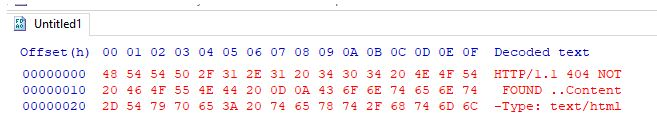 Untitled1
Offset(h) 00 01 02 03 04 05 06 07 08 09 0A 0B 0C 0D 0E 0F Decoded text
00000000 48 54 54 50 2F 31 2E 31 20 34 30 34 20 4E 4F 54 HTTP/1.1 404 NOT
00000010 20 46 4F 55 4E 44 20 0D 0A 43 6F 6E 74 65 6E 74 FOUND ..Content
00000020 2D 54 79 70 65 3A 20 74 65 78 74 2F 68 74 6D 6C -Type: text/html